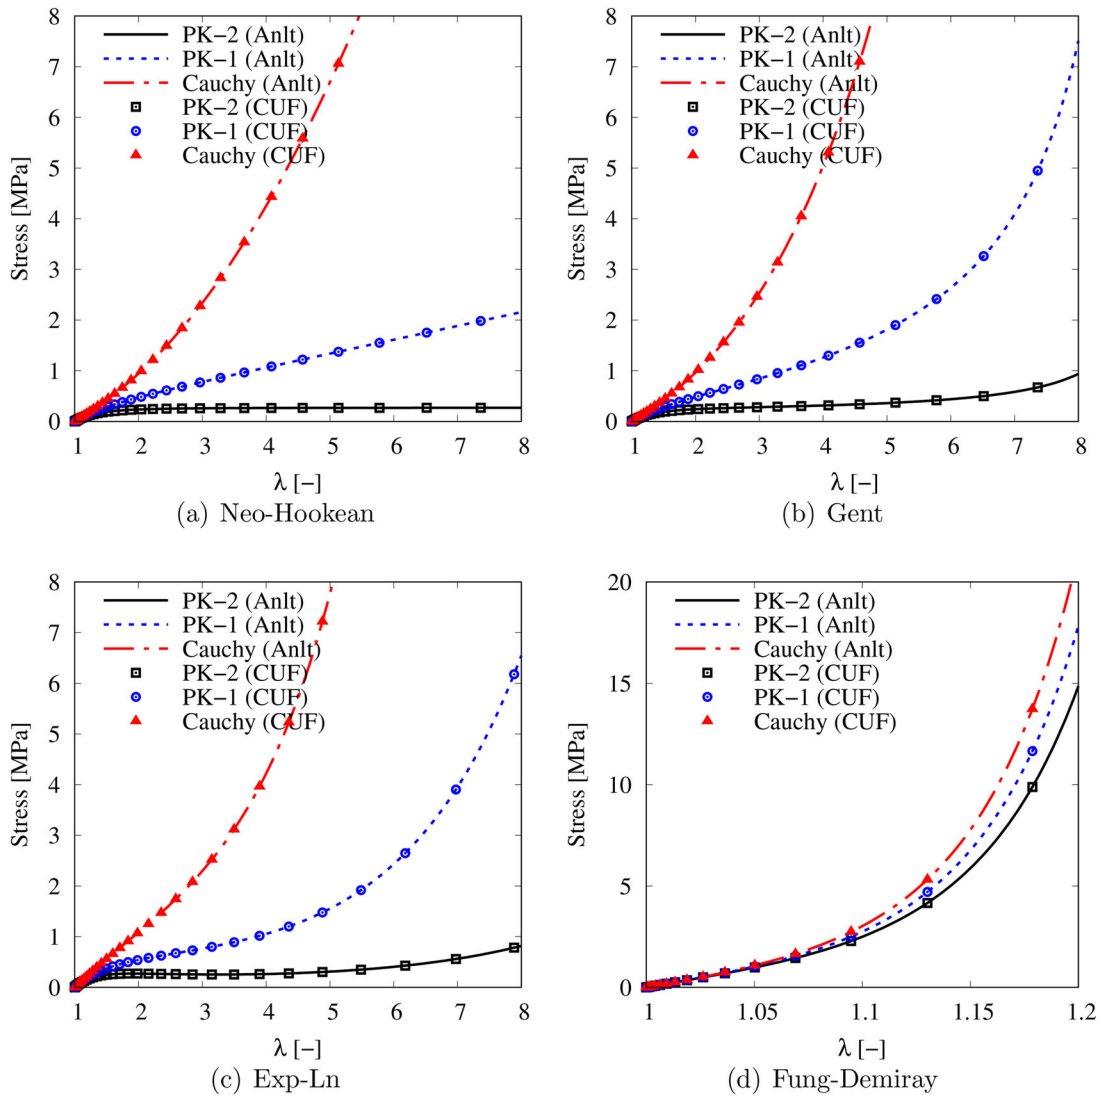 8
7
6
5
4
3
2
1
0
Stress [MPa]
PK−2 (Anlt)
PK−1 (Anlt)
Cauchy (Anlt)
PK−2 (CUF)
PK−1 (CUF)
Cauchy (CUF)
1 2 3 4 5 6 7 8
λ [−]
(a) Neo-Hookean
8
7
6
5
4
3
2
1
0
Stress [MPa]
PK−2 (Anlt)
PK−1 (Anlt)
Cauchy (Anlt)
PK−2 (CUF)
PK−1 (CUF)
Cauchy (CUF)
1 2 3 4 5 6 7 8
λ [−]
(b) Gent
8
7
6
5
4
3
2
1
0
Stress [MPa]
PK−2 (Anlt)
PK−1 (Anlt)
Cauchy (Anlt)
PK−2 (CUF)
PK−1 (CUF)
Cauchy (CUF)
1 2 3 4 5 6 7 8
λ [−]
(c) Exp-Ln
20
15
10
5
0
Stress [MPa]
PK−2 (Anlt)
PK−1 (Anlt)
Cauchy (Anlt)
PK−2 (CUF)
PK−1 (CUF)
Cauchy (CUF)
1 1.05 1.1 1.15 1.2
λ [−]
(d) Fung-Demiray